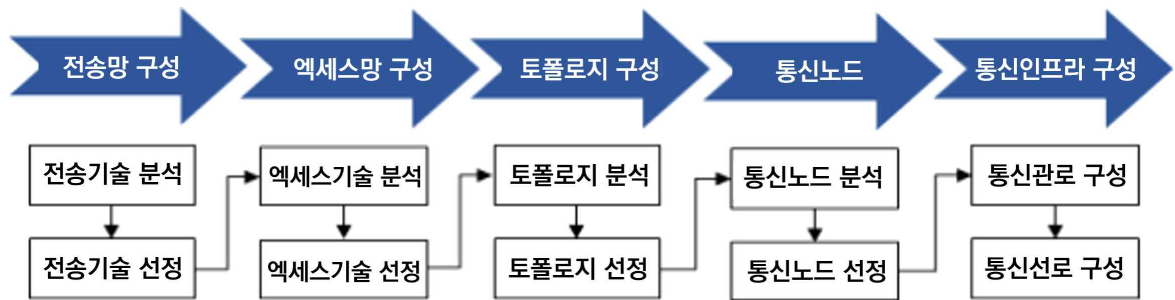 전송망 구성
엑세스망 구성
토폴로지 구성
통신노드
통신인프라 구성
전송기술 분석
엑세스기술 분석
토폴로지 분석
통신노드 분석
통신관로 구성
전송기술 선정
엑세스기술 선정
토폴로지 선정
통신노드 선정
통신선로 구성